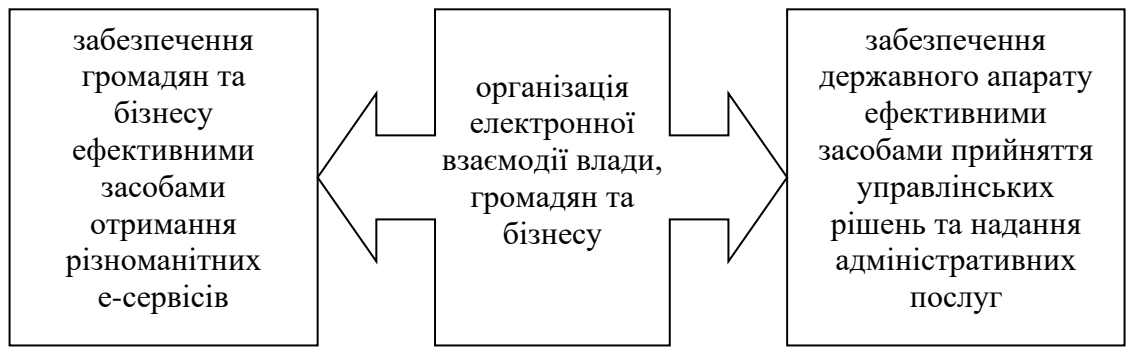 забезпечення
громадян та
бізнесу
ефективними
засобами
отримання
різноманітних
е-сервісів
організація
електронної
взаємодії влади,
громадян та
бізнесу
забезпечення
державного апарату
ефективними
засобами прийняття
управлінських
рішень та надання
адміністративних
послуг